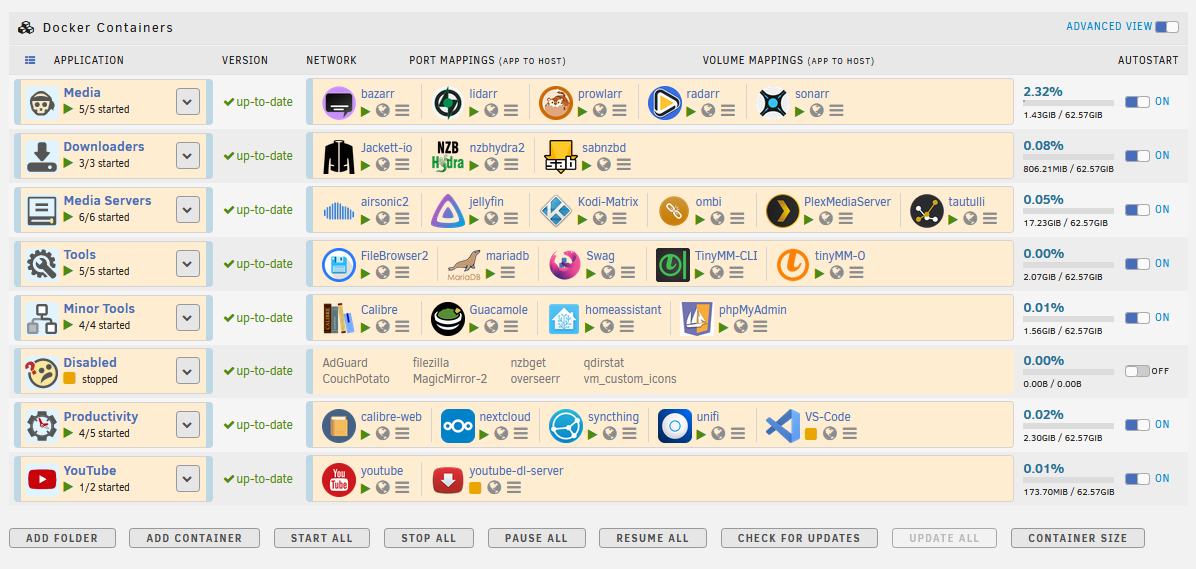 Docker Containers
ADVANCED VIEW
APPLICATION VERSION NETWORK PORT MAPPINGS (APP TO HOST) VOLUME MAPPINGS (APP TO HOST) AUTOSTART
Media
5/5 started
up-to-date
bazarr lidarr prowlarr radarr sonarr
2.32%
1.43GIB / 62.57GIB
ON
Downloaders
3/3 started
up-to-date
Jackett-io
NZB
Hydra
nzbhydra2
sab
sabnzbd
0.08%
806.21MIB / 62.57GIB
ON
Media Servers
6/6 started
up-to-date
airsonic2 jellyfin Kodi-Matrix ombi PlexMediaServer tautulli
0.05%
17.23GIB / 62.57GIB
ON
Tools
5/5 started
up-to-date
FileBrowser2
MariaDB
mariadb Swag TinyMM-CLI tinyMM-O
0.00%
2.07GIB / 62.57GIB
ON
Minor Tools
4/4 started
up-to-date
CALIBRE
Calibre Guacamole homeassistant phpMyAdmin
0.01%
1.56GIB / 62.57GIB
ON
Disabled
stopped
up-to-date
AdGuard filezilla nzbget qdirstat
CouchPotato MagicMirror-2 overseerr vm_custom_icons
0.00%
0.00B / 0.00B
OFF
Productivity
4/5 started
up-to-date
calibre-web nextcloud syncthing unifi VS-Code
0.02%
2.30GIB / 62.57GIB
ON
YouTube
1/2 started
up-to-date
You
Tube
youtube youtube-dl-server
0.01%
173.70MIB / 62.57GIB
ON
ADD FOLDER ADD CONTAINER START ALL STOP ALL PAUSE ALL RESUME ALL CHECK FOR UPDATES UPDATE ALL CONTAINER SIZE